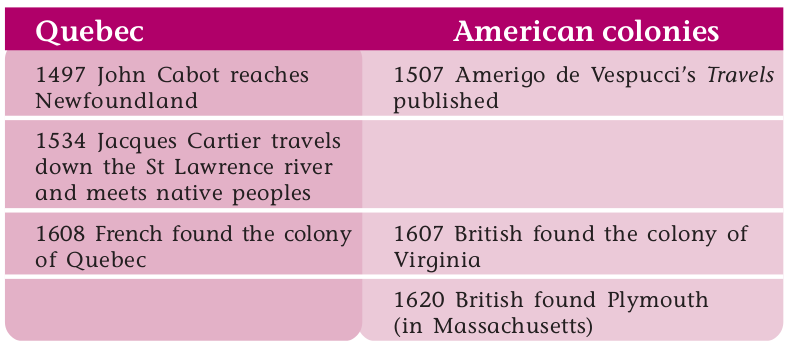 Quebec
American colonies
1497 John Cabot reaches
Newfoundland
1507 Amerigo de Vespucci's Travels
published
1534 Jacques Cartier travels
down the St Lawrence river
and meets native peoples
1608 French found the colony
of Quebec
1607 British found the colony of
Virginia
1620 British found Plymouth
(in Massachusetts)